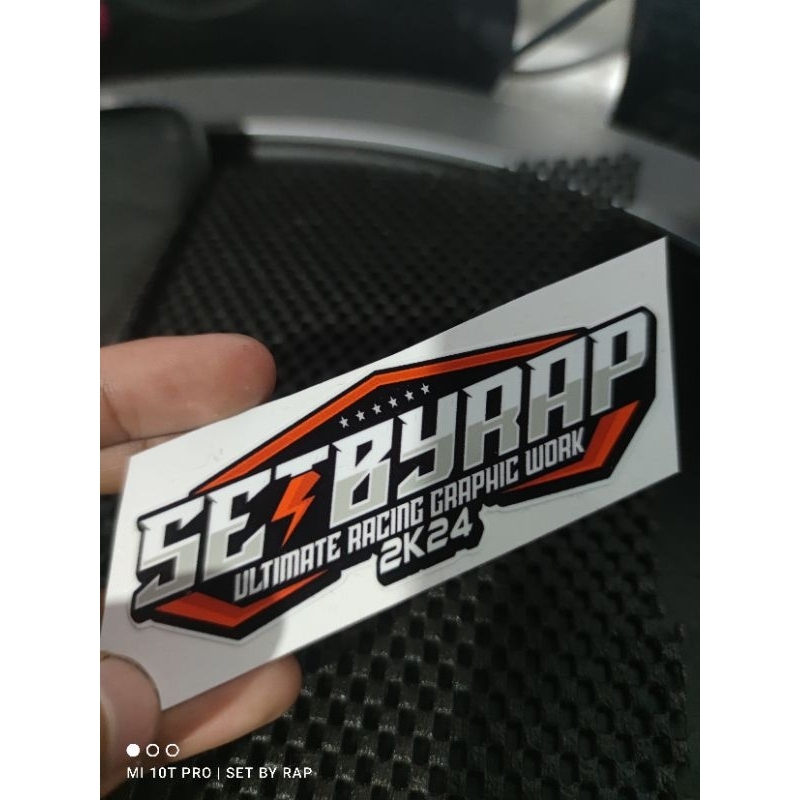 SETBYRAP
ULTIMATE RACING GRAPHIC WORK
2K24
MI 10T PRO | SET BY RAP